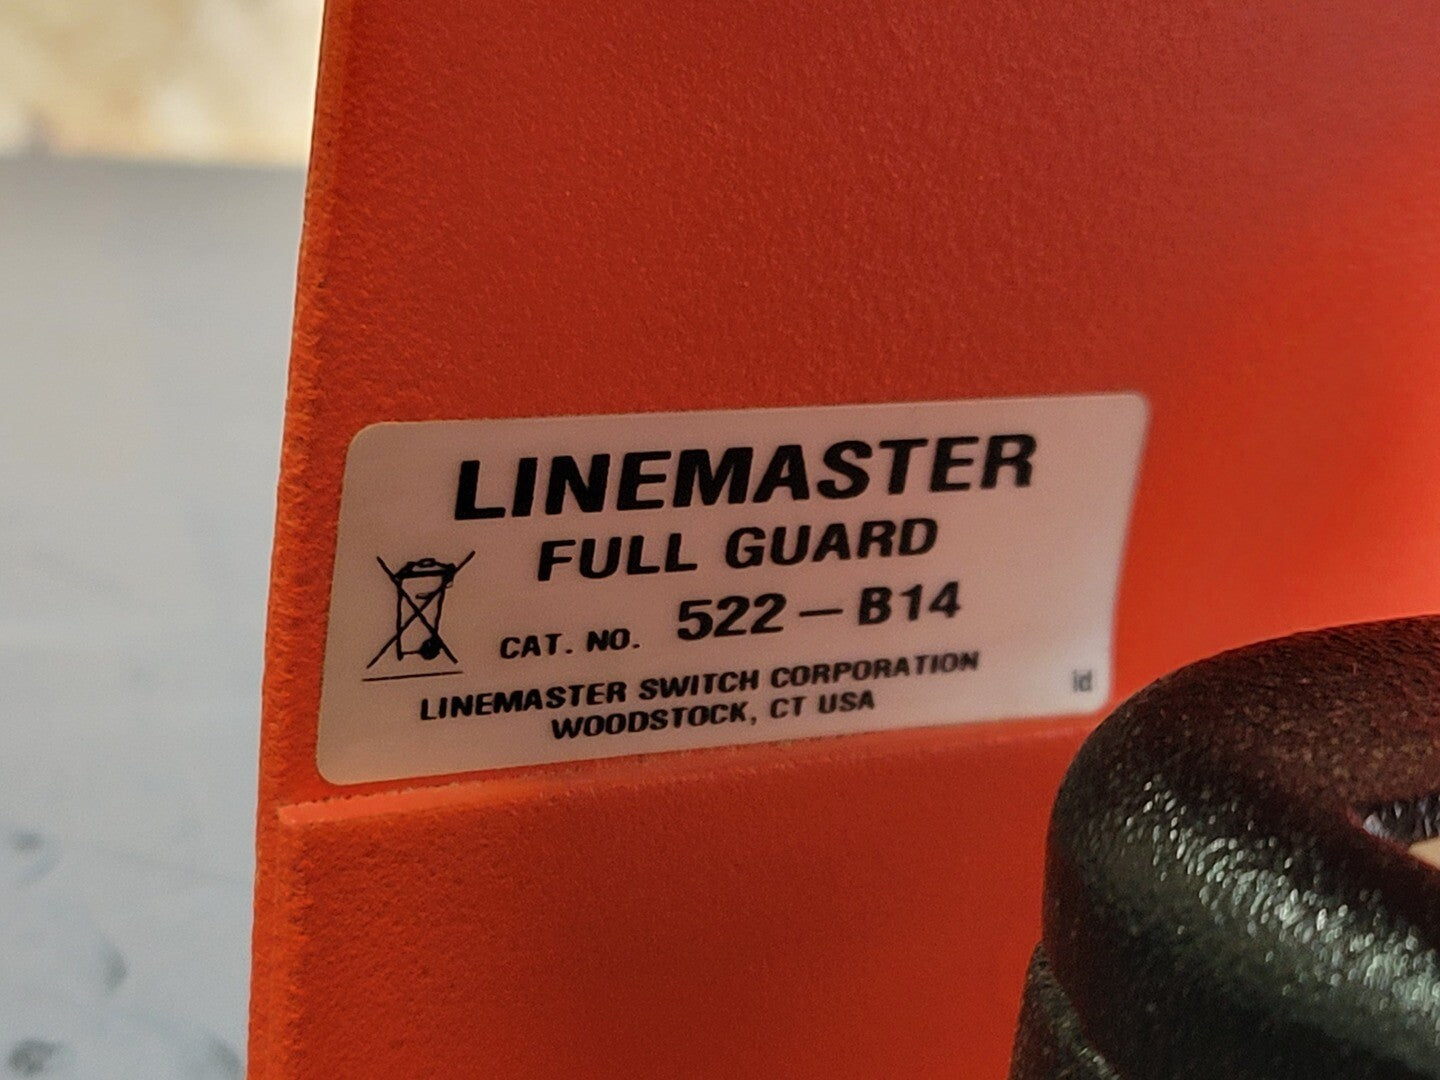 LINEMASTER
FULL GUARD
CAT. NO. 522-B14
LINEMASTER SWITCH CORPORATION
WOODSTOCK, CT USA
id